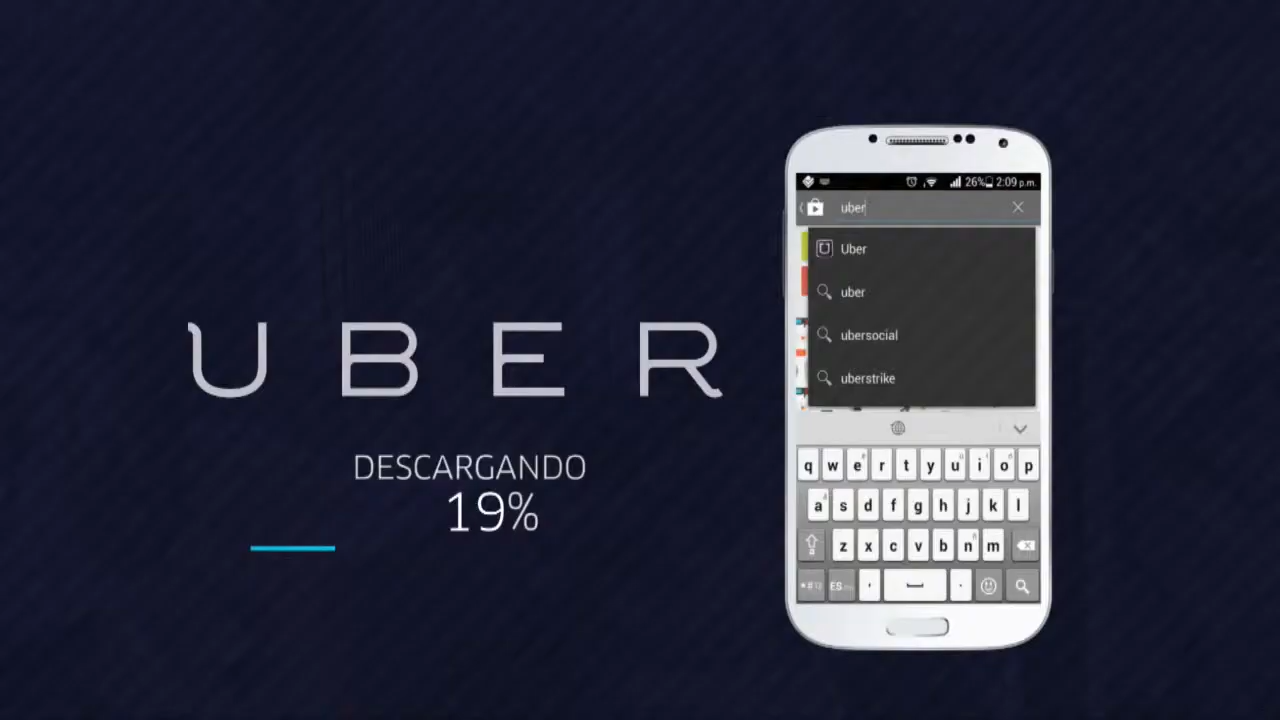 UBER
DESCARGANDO
19%
26% 2:09 p.m.
uber
Uber
uber
ubersocial
uberstrike
q w e r t y u i o p
a s d f g h j k l
z x c v b n m
ES